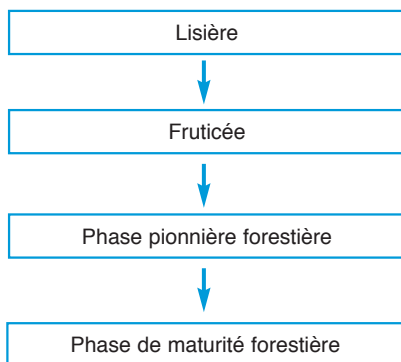 Lisière
Fruticée
Phase pionnière forestière
Phase de maturité forestière